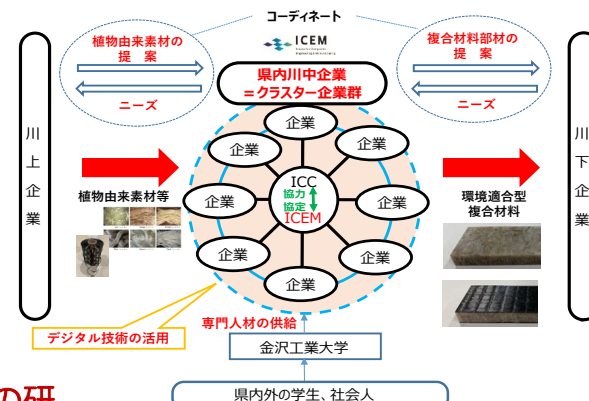 コーディネート
ICEM
植物由来素材の
提 案
ニーズ
複合材料部材の
提 案
ニーズ
県内川中企業
=クラスター企業群
川上企業
川下企業
企業
企業
企業
企業
企業
企業
企業
企業
ICC
協力
協定
ICEM
植物由来素材等
環境適合型
複合材料
デジタル技術の活用
専門人材の供給
金沢工業大学
県内外の学生、社会人
の研